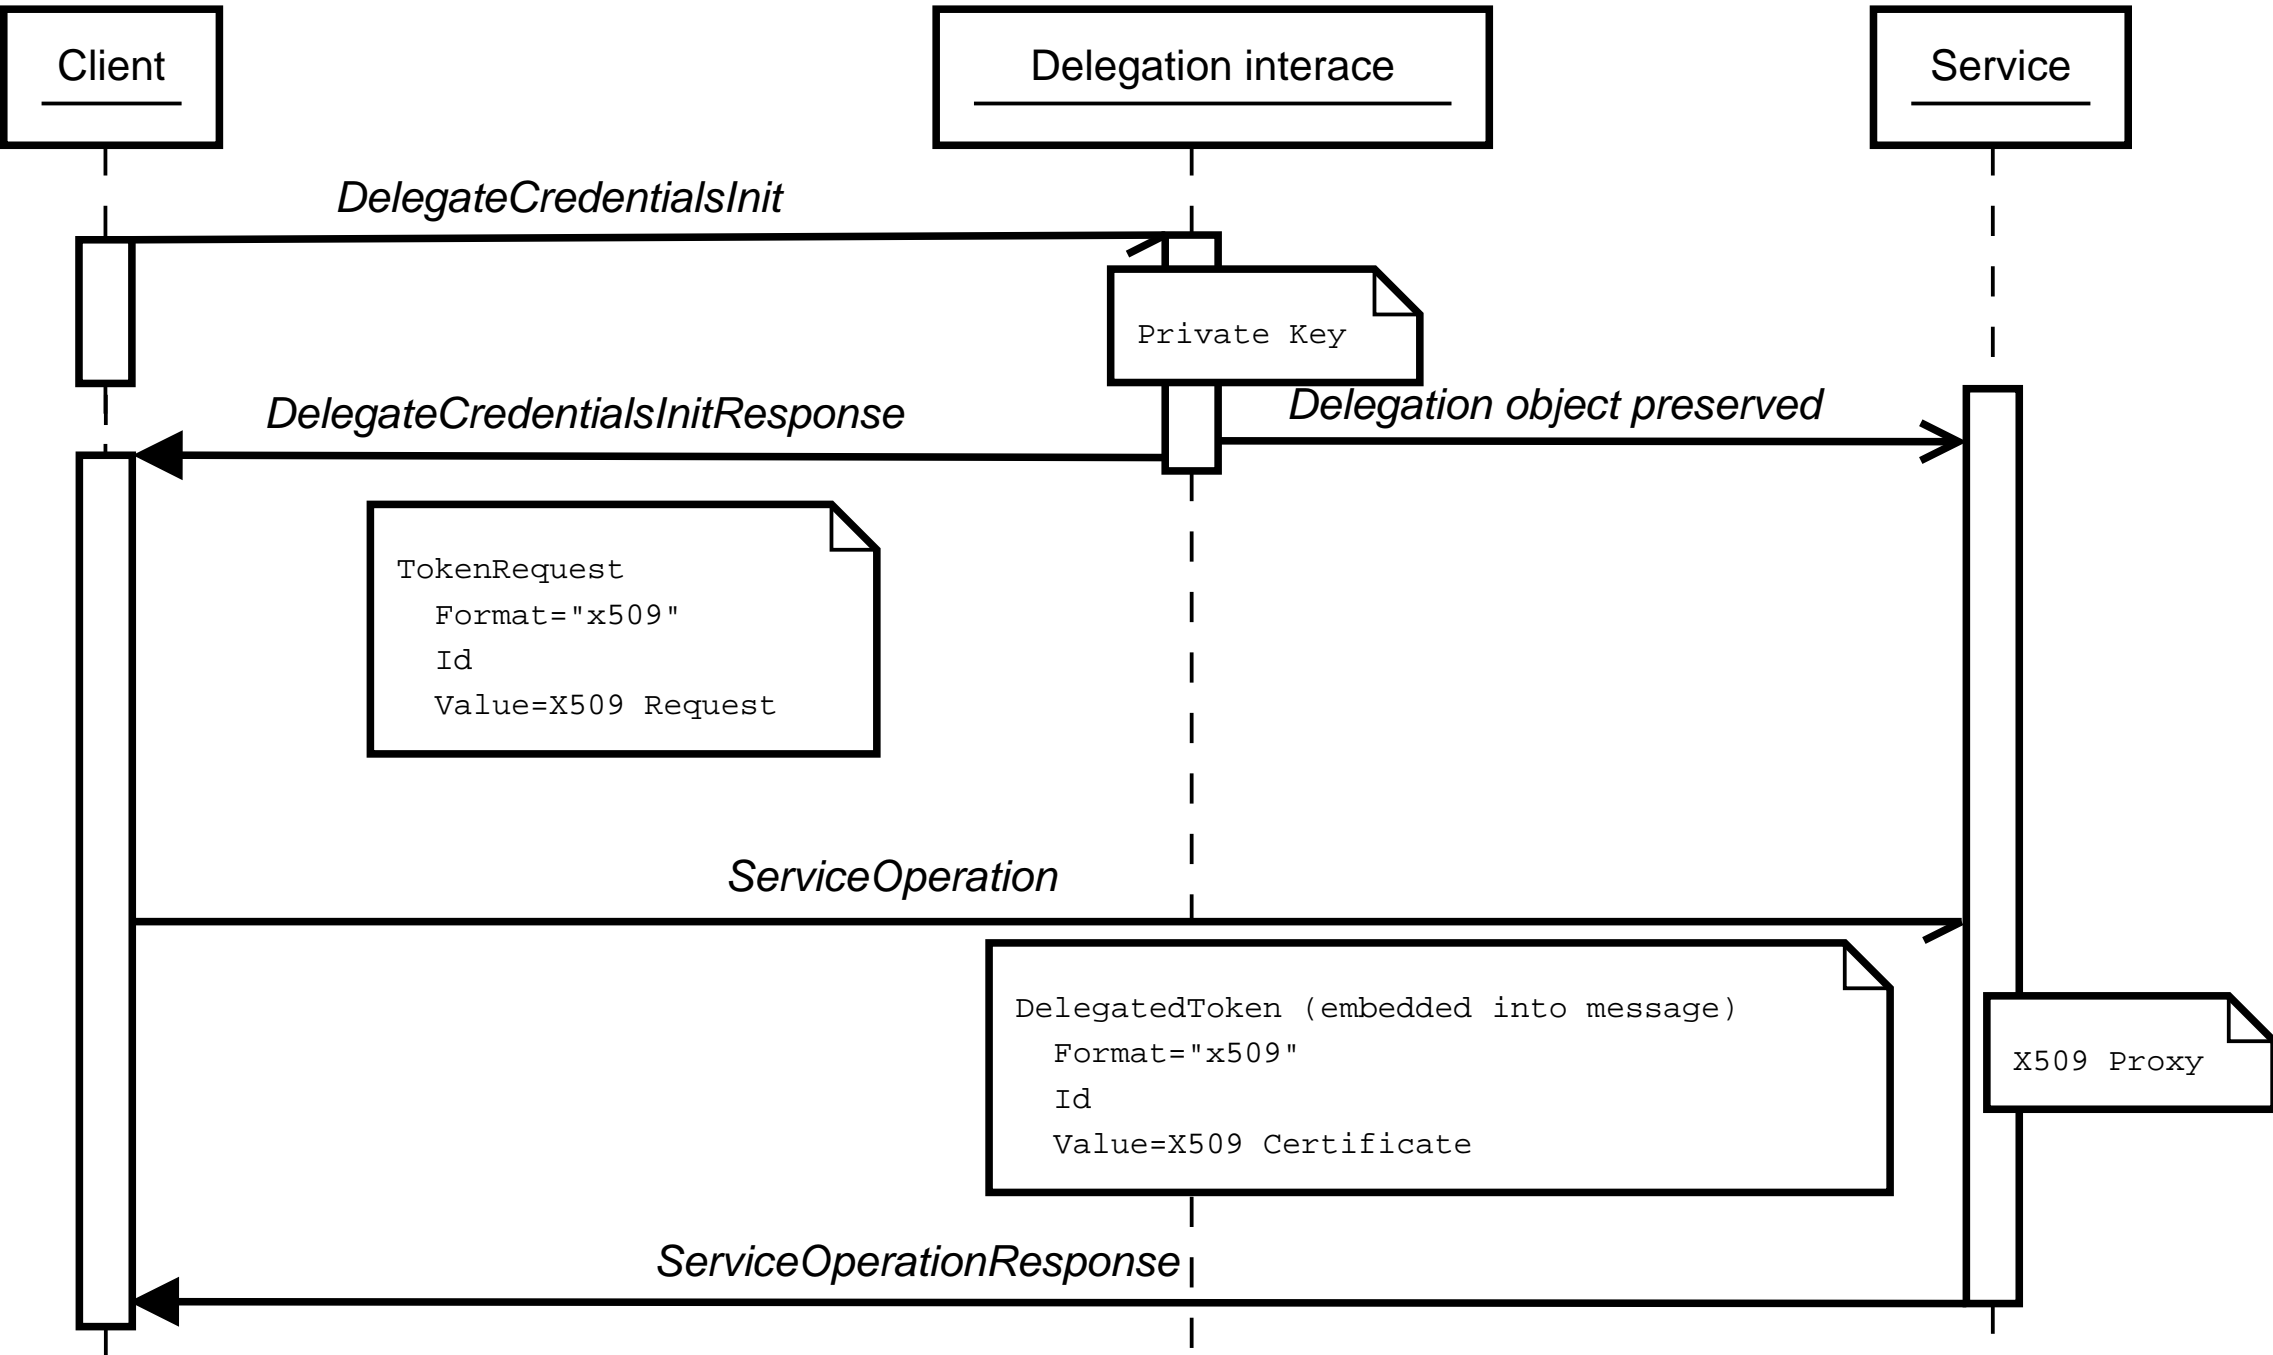 Client
Delegation interace
Service
DelegateCredentialsInit
Private Key
DelegateCredentialsInitResponse
Delegation object preserved
TokenRequest
Format="x509"
Id
Value=X509 Request
ServiceOperation
DelegatedToken (embedded into message)
Format="x509"
Id
Value=X509 Certificate
X509 Proxy
ServiceOperationResponse